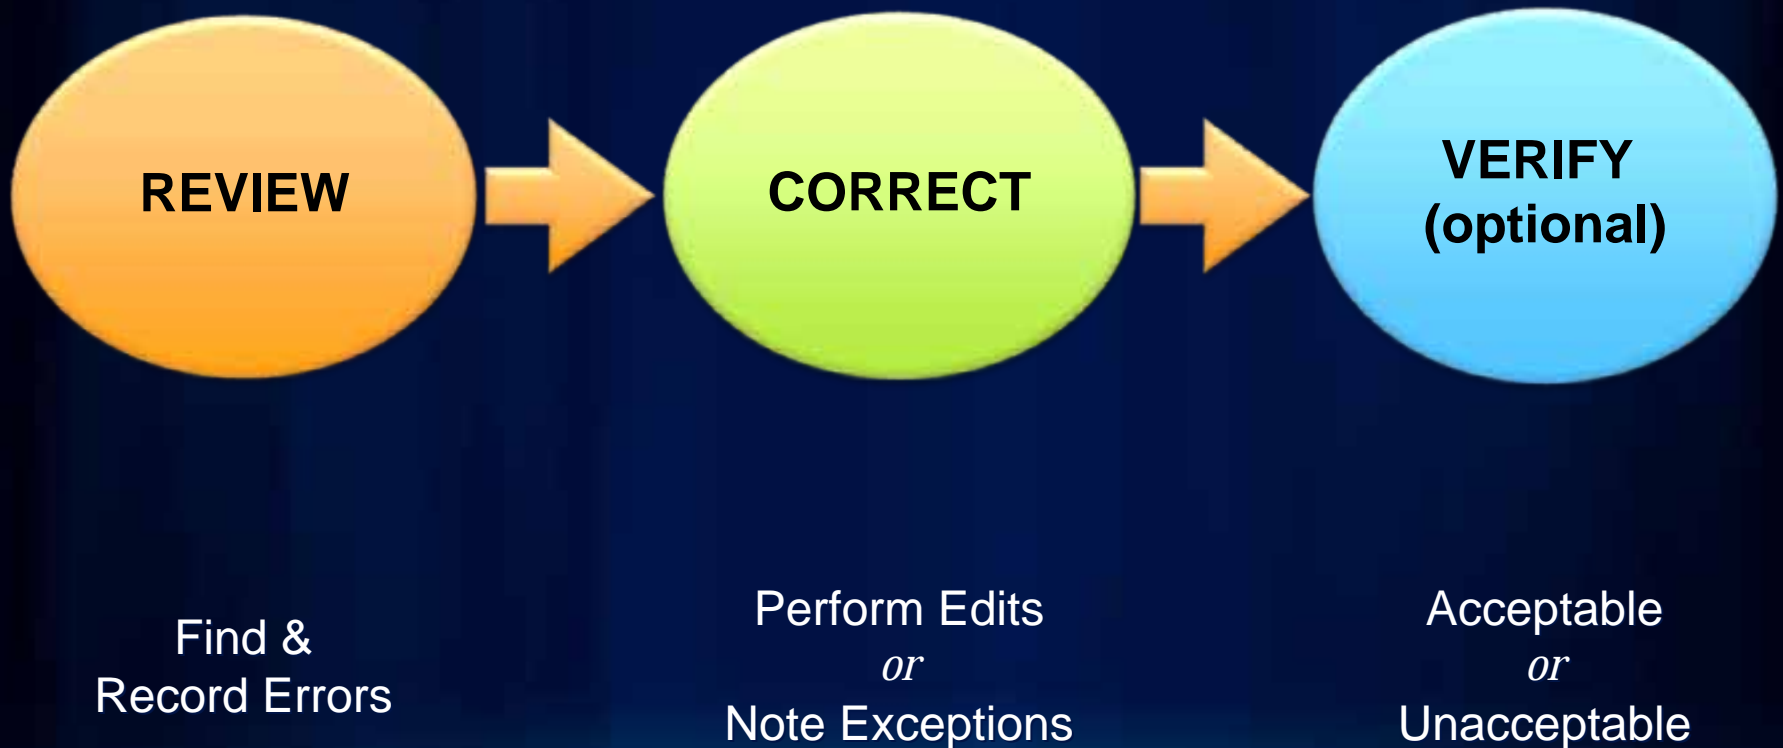 REVIEW
CORRECT
VERIFY
(optional)
Find &
Record Errors
Perform Edits
or
Note Exceptions
Acceptable
or
Unacceptable